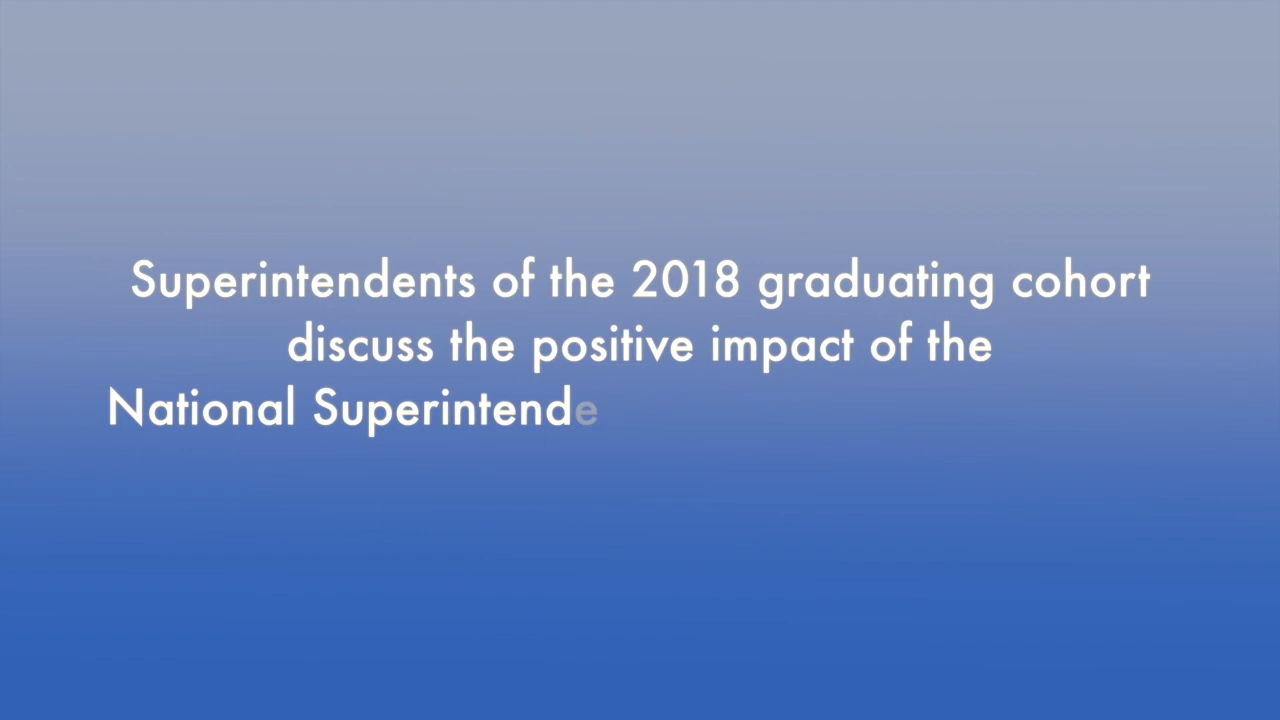 Superintendents of the 2018 graduating cohort
discuss the positive impact of the
National Superintende